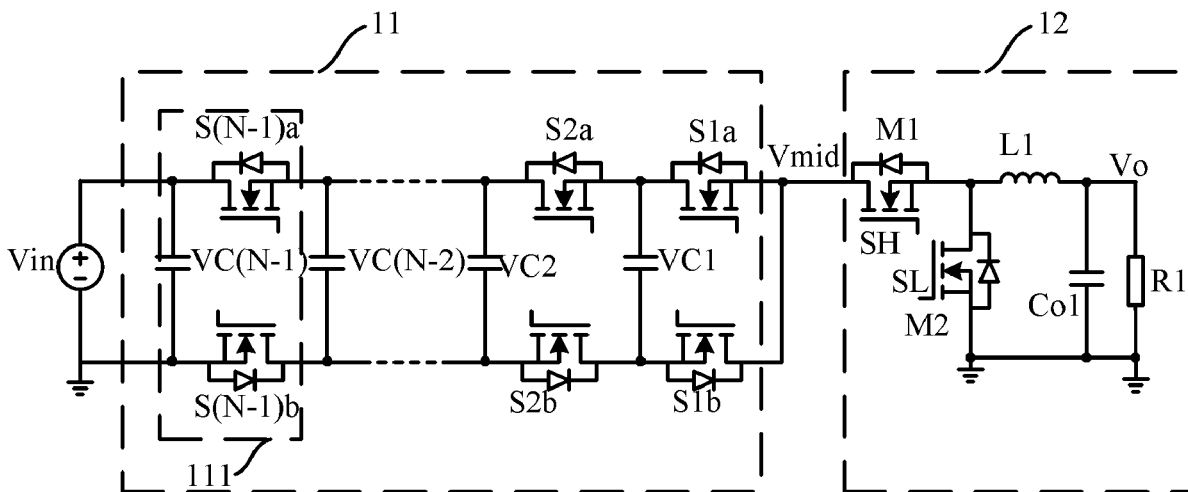 11
12
S(N-1)a
S2a
S1a
Vmid
M1
L1
Vo
Vin
VC(N-1)
VC(N-2)
VC2
VC1
SH
SL
M2
Co1
R1
S(N-1)b
S2b
S1b
111